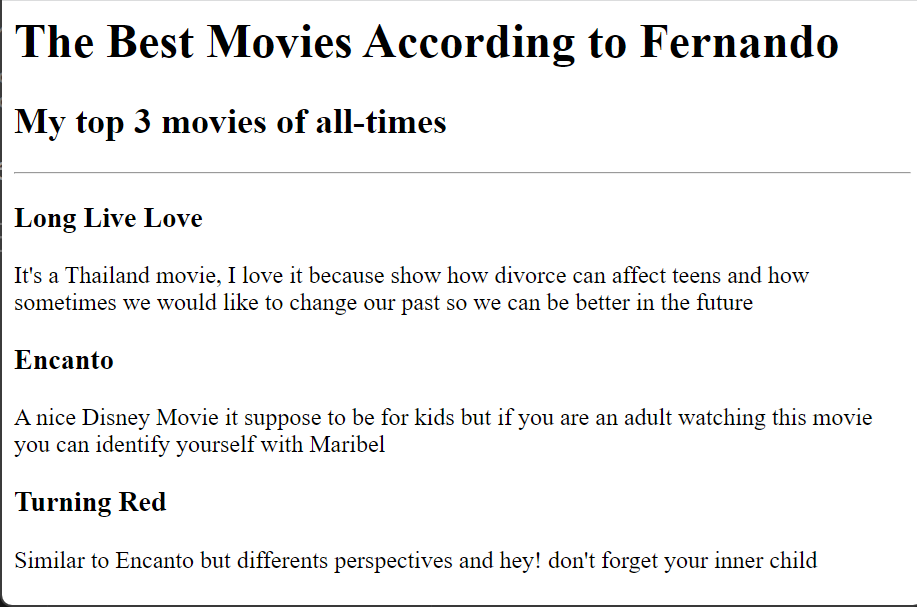 The Best Movies According to Fernando
My top 3 movies of all-times
Long Live Love
It's a Thailand movie, I love it because show how divorce can affect teens and how
sometimes we would like to change our past so we can be better in the future
Encanto
A nice Disney Movie it suppose to be for kids but if you are an adult watching this movie
you can identify yourself with Maribel
Turning Red
Similar to Encanto but differents perspectives and hey! don't forget your inner child